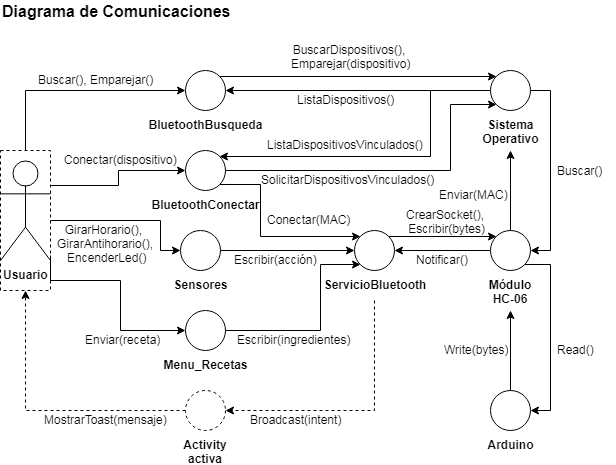 Diagrama de Comunicaciones
BuscarDispositivos(),
Emparejar(dispositivo)
Buscar(), Emparejar()
ListaDispositivos()
BluetoothBusqueda
Sistema
Operativo
ListaDispositivosVinculados()
Conectar(dispositivo)
Buscar()
SolicitarDispositivosVinculados()
Enviar(MAC)
BluetoothConectar
Conectar(MAC)
CrearSocket(),
Escribir(bytes)
GirarHorario(),
GirarAntihorario(),
EncenderLed()
Usuario
Escribir(acción)
Notificar()
Sensores
ServicioBluetooth
Módulo
HC-06
Enviar(receta)
Escribir(ingredientes)
Write(bytes)
Read()
Menu_Recetas
MostrarToast(mensaje)
Broadcast(intent)
Activity
activa
Arduino